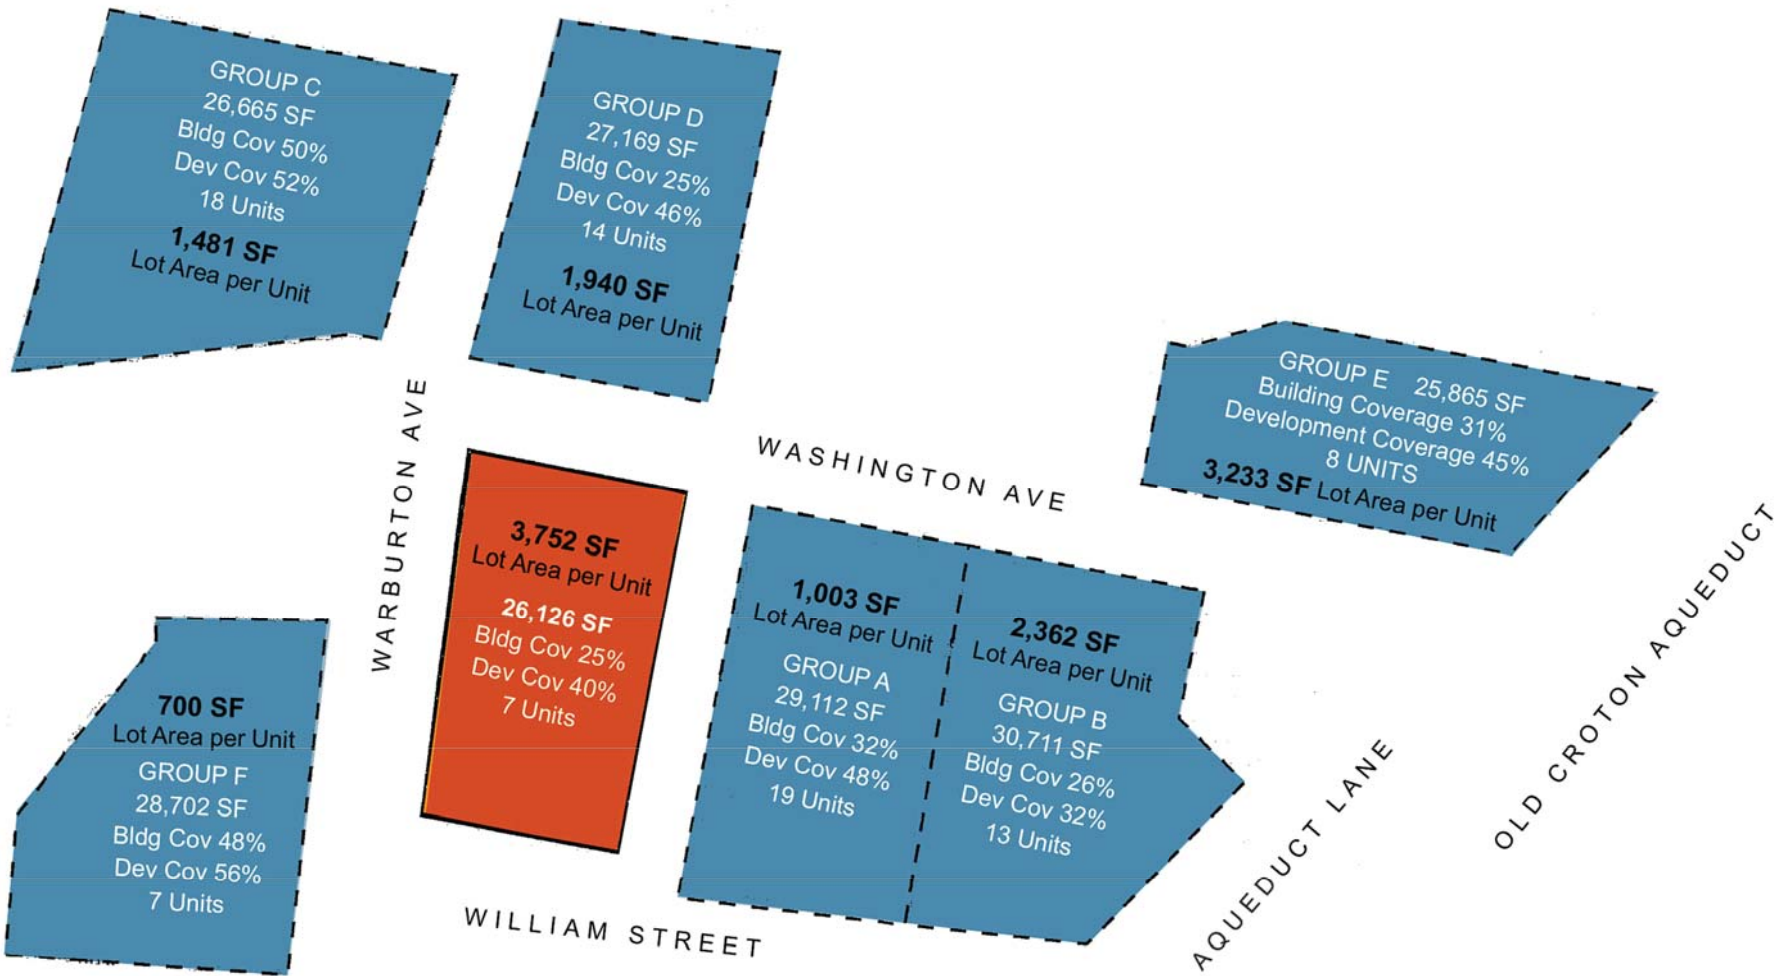 GROUP C
26,665 SF
Bldg Cov 50%
Dev Cov 52%
18 Units
1,481 SF
Lot Area per Unit
GROUP D
27,169 SF
Bldg Cov 25%
Dev Cov 46%
14 Units
1,940 SF
Lot Area per Unit
GROUP E 25,865 SF
Building Coverage 31%
Development Coverage 45%
8 UNITS
3,233 SF Lot Area per Unit
WARBURTON AVE
WASHINGTON AVE
3,752 SF
Lot Area per Unit
26,126 SF
Bldg Cov 25%
Dev Cov 40%
7 Units
1,003 SF
Lot Area per Unit
GROUP A
29,112 SF
Bldg Cov 32%
Dev Cov 48%
19 Units
2,362 SF
Lot Area per Unit
GROUP B
30,711 SF
Bldg Cov 26%
Dev Cov 32%
13 Units
700 SF
Lot Area per Unit
GROUP F
28,702 SF
Bldg Cov 48%
Dev Cov 56%
7 Units
WILLIAM STREET
AQUEDUCT LANE
OLD CROTON AQUEDUCT